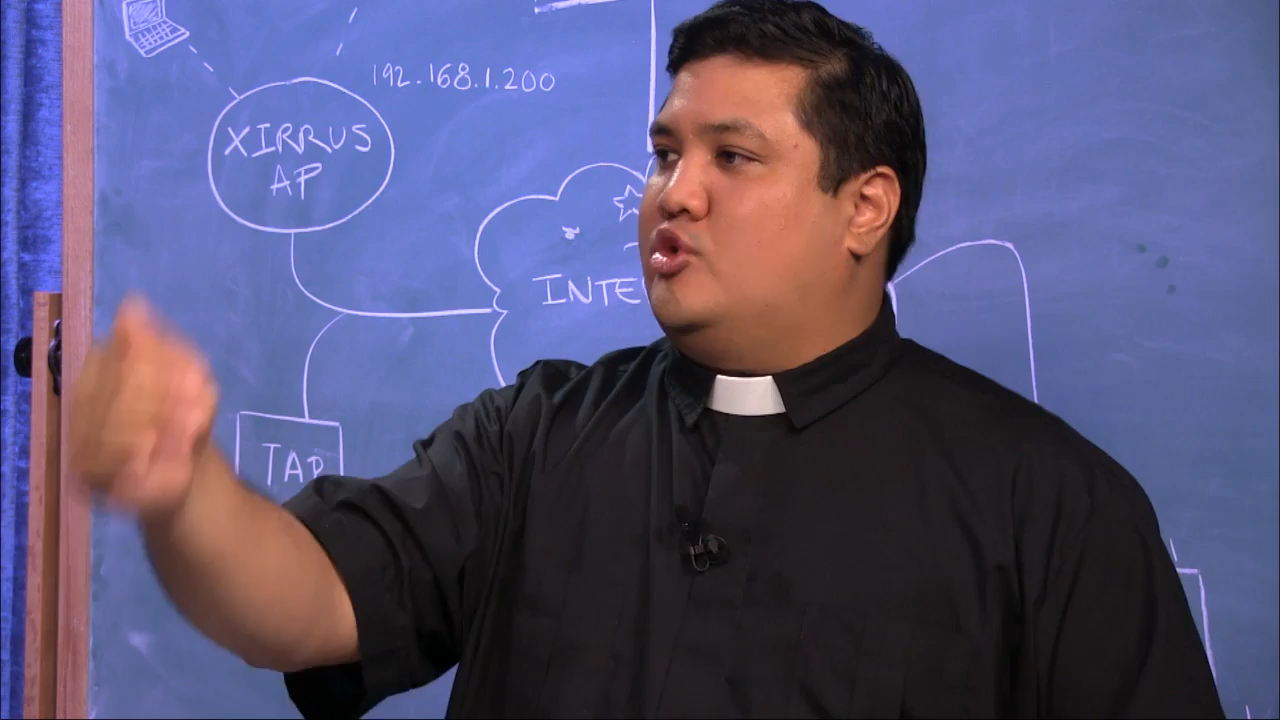 192.168.1.200
XIRRUS
AP
INTE
TAP